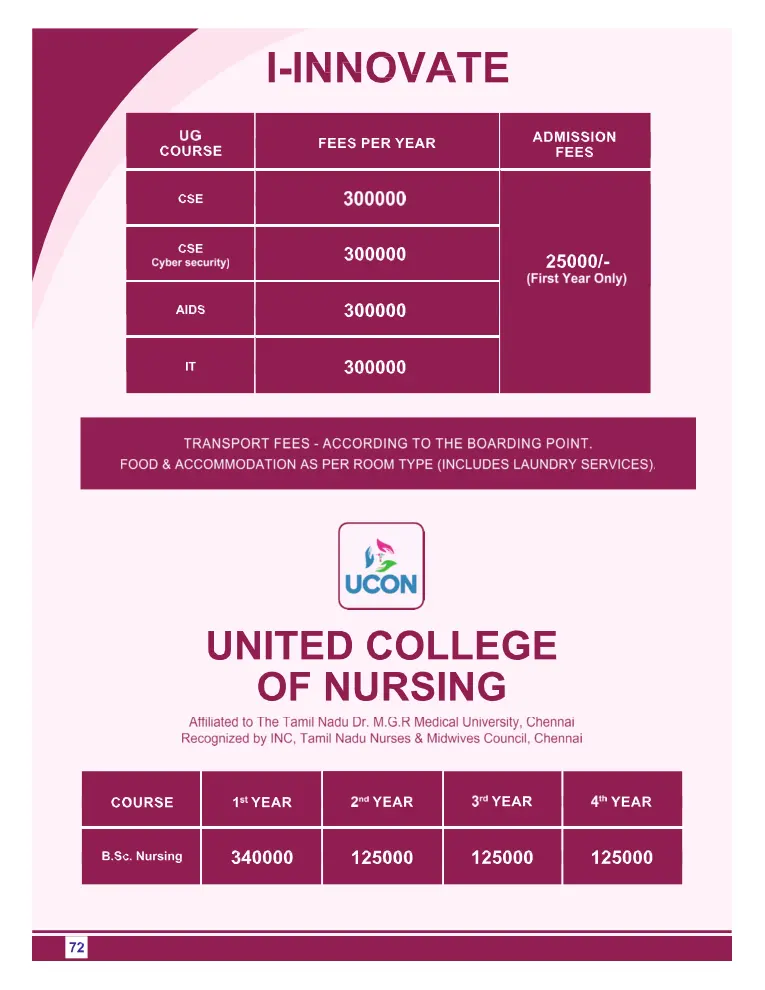 I-INNOVATE
UG
COURSE
FEES PER YEAR
ADMISSION
FEES
CSE
300000
CSE
Cyber security)
300000
AIDS
300000
IT
300000
25000/-
(First Year Only)
TRANSPORT FEES - ACCORDING TO THE BOARDING POINT.
FOOD & ACCOMMODATION AS PER ROOM TYPE (INCLUDES LAUNDRY SERVICES).
UCON
UNITED COLLEGE
OF NURSING
Affiliated to The Tamil Nadu Dr. M.G.R Medical University, Chennai
Recognized by INC, Tamil Nadu Nurses & Midwives Council, Chennai
COURSE 1st YEAR 2nd YEAR 3rd YEAR 4th YEAR
B.Sc. Nursing 340000 125000 125000 125000
72